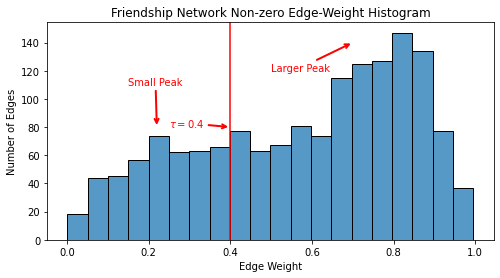 Friendship Network Non-zero Edge-Weight Histogram
Number of Edges
140
120
100
80
60
40
20
0
Small Peak
τ = 0.4
Larger Peak
0.0 0.2 0.4 0.6 0.8 1.0
Edge Weight